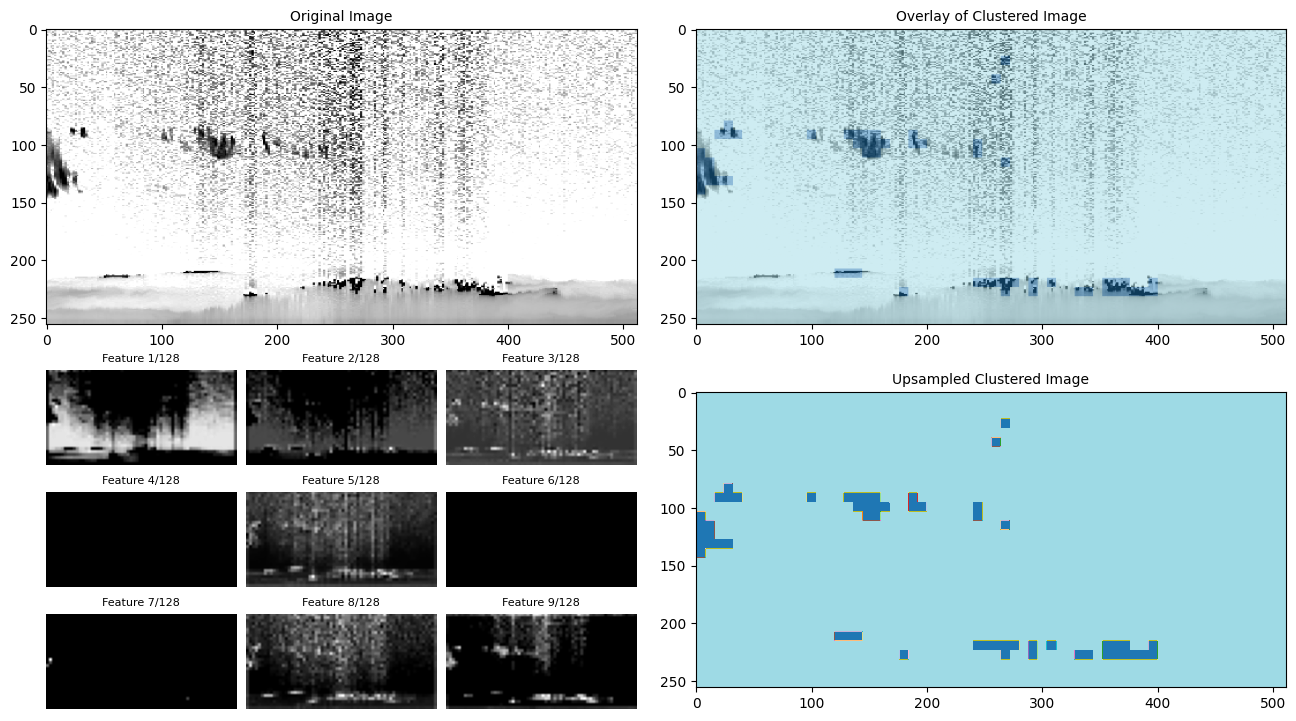 Original Image
0
50
100
150
200
250
0 100 200 300 400 500
Overlay of Clustered Image
0
50
100
150
200
250
0 100 200 300 400 500
Feature 1/128 Feature 2/128 Feature 3/128
Feature 4/128 Feature 5/128 Feature 6/128
Feature 7/128 Feature 8/128 Feature 9/128
Upsampled Clustered Image
0
50
100
150
200
250
0 100 200 300 400 500